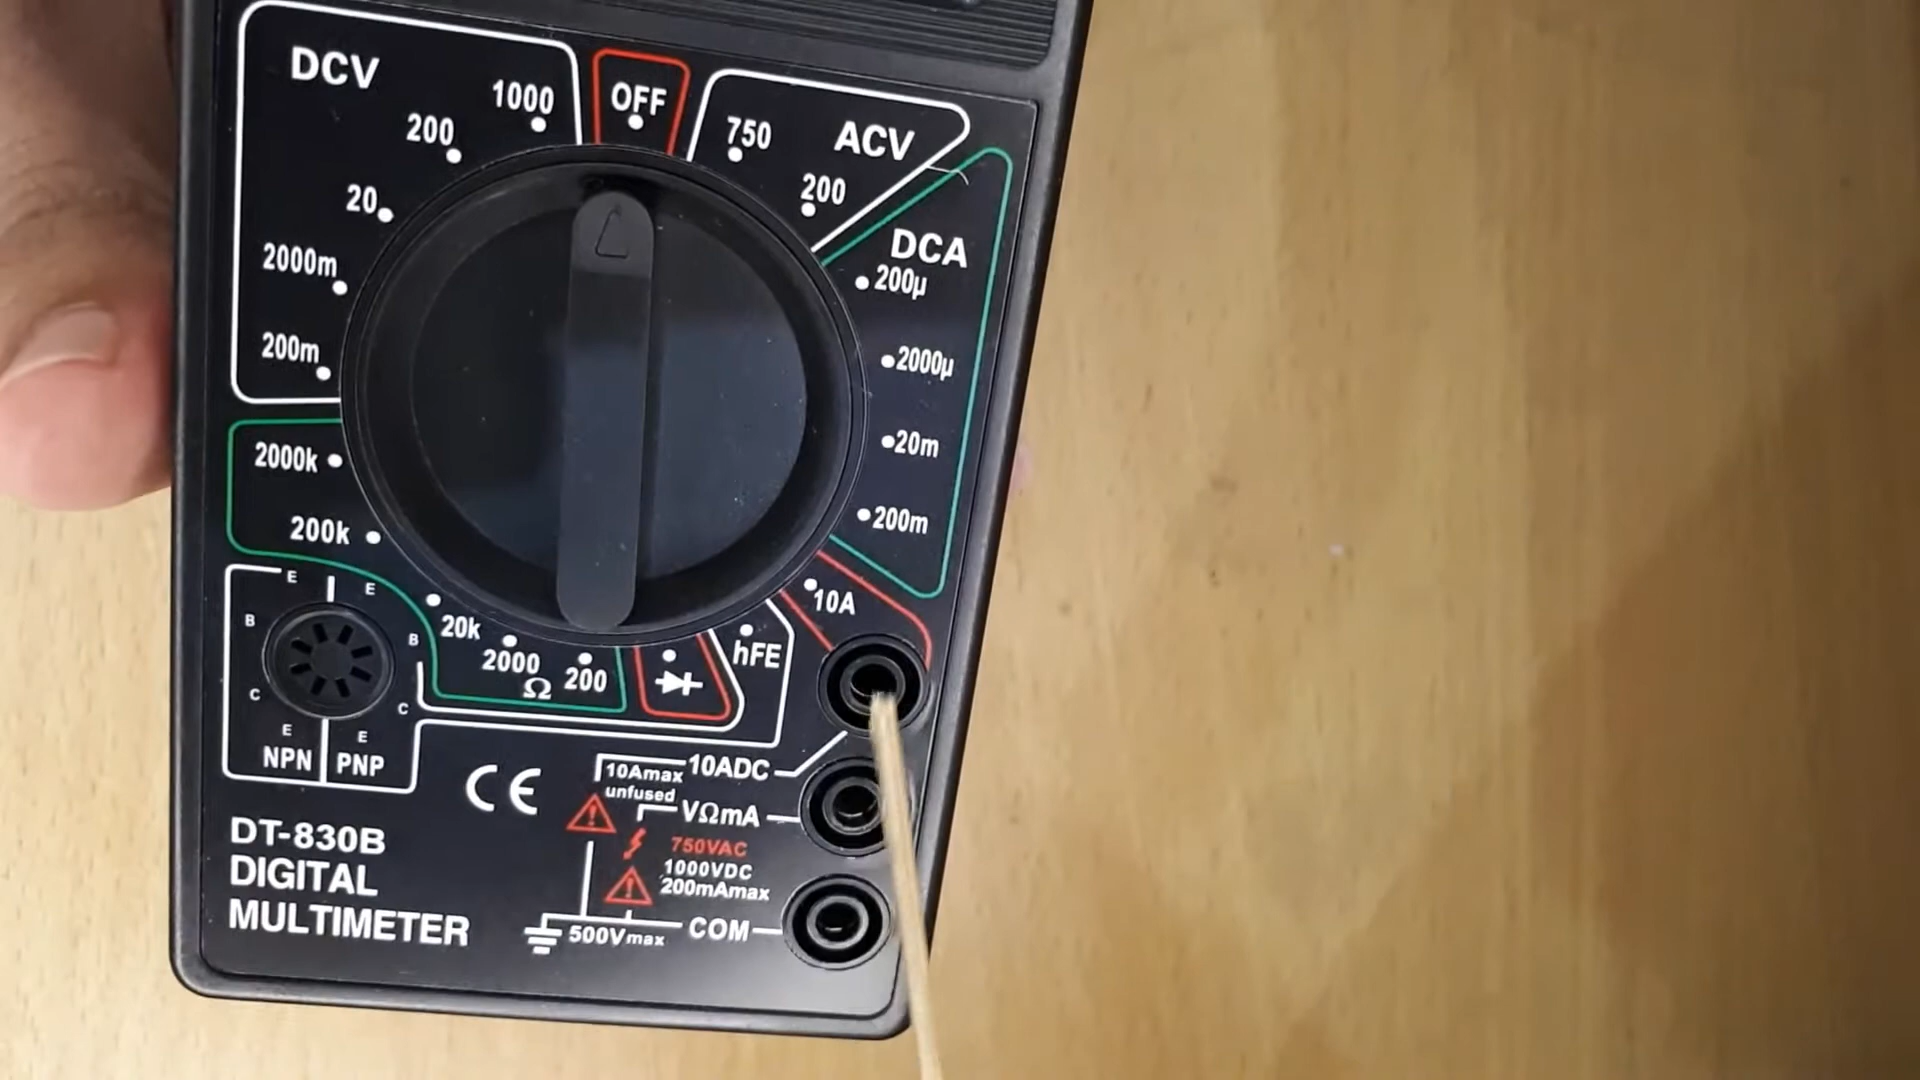 DCV
1000
200
20
2000m
200m
OFF
750
200
ACV
DCA
200µ
2000µ
20m
200m
10A
2000k
200k
20k
2000
200
Ω
hFE
E
E
B
B
C
C
E
E
NPN
PNP
CE
10Amax
unfused
10ADC
VΩmA
750VAC
1000VDC
200mAmax
500Vmax
COM
DT-830B
DIGITAL
MULTIMETER